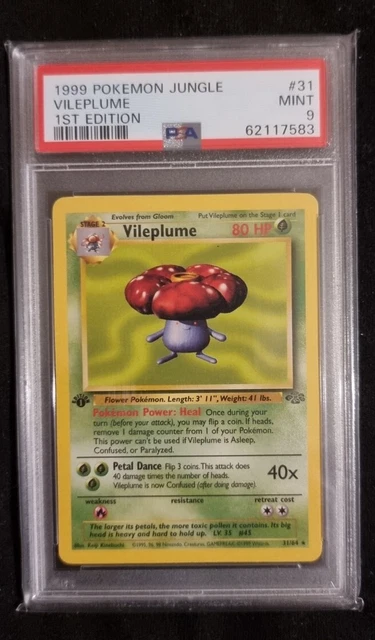 1999 POKEMON JUNGLE #31
VILEPLUME MINT
1ST EDITION 9
PSA 62117583
Evolves from Gloom Put Vileplume on the Stage 1 card
STAGE 2
Vileplume 80 HP
Flower Pokémon. Length: 3' 11", Weight: 41 lbs.
Pokémon Power: Heal Once during your
turn (before your attack), you may flip a coin. If heads,
remove 1 damage counter from 1 of your Pokémon.
This power can't be used if Vileplume is Asleep,
Confused, or Paralyzed.
Petal Dance Flip 3 coins. This attack does
40 damage times the number of heads.
Vileplume is now Confused (after doing damage) 40x
weakness resistance retreat cost
The larger its petals, the more toxic pollen it contains. Its big
head is heavy and hard to hold up. LV. 35 #45
Illus. Kagemaru
31/64 ★